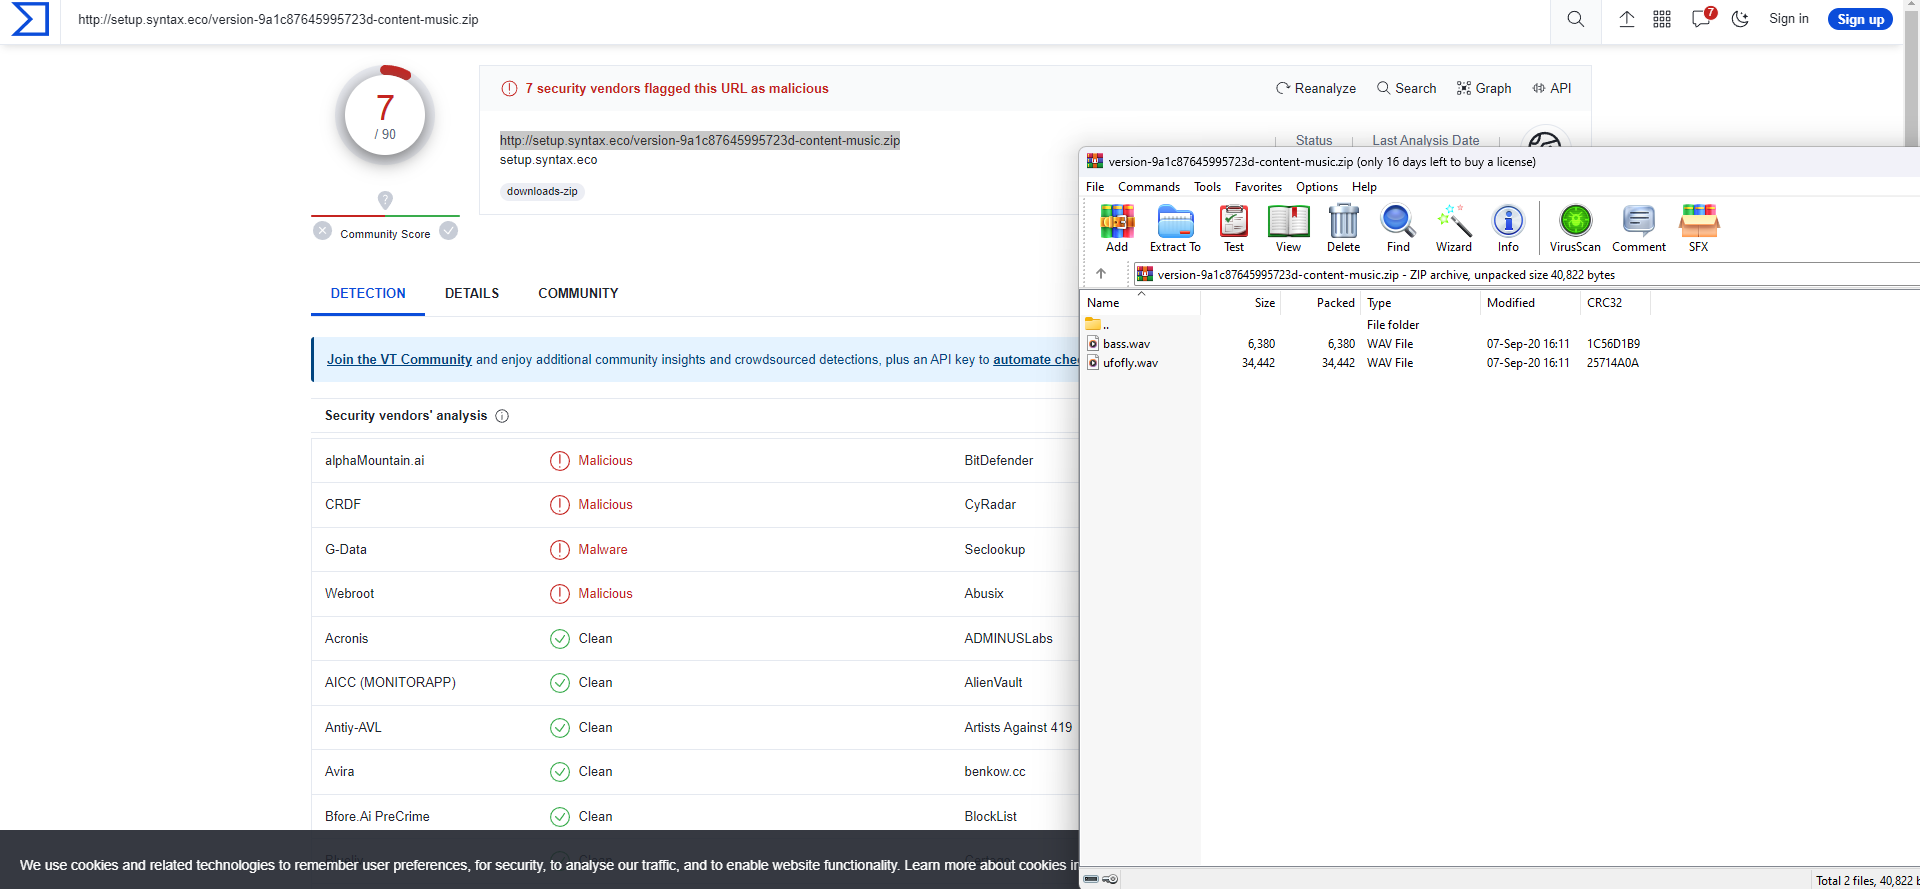 http://setup.syntax.eco/version-9a1c87645995723d-content-music.zip
7
Sign in
Sign up
7
/ 90
Community Score
7 security vendors flagged this URL as malicious
Reanalyze
Search
Graph
API
http://setup.syntax.eco/version-9a1c87645995723d-content-music.zip
setup.syntax.eco
downloads-zip
Status
Last Analysis Date
DETECTION
DETAILS
COMMUNITY
Join the VT Community and enjoy additional community insights and crowdsourced detections, plus an API key to automate che
Security vendors' analysis
alphaMountain.ai Malicious BitDefender
CRDF Malicious CyRadar
G-Data Malware Seclookup
Webroot Malicious Abusix
Acronis Clean ADMINUSLabs
AICC (MONITORAPP) Clean AlienVault
Antiy-AVL Clean Artists Against 419
Avira Clean benkow.cc
Bfore.Ai PreCrime Clean BlockList
We use cookies and related technologies to remember user preferences, for security, to analyse our traffic, and to enable website functionality. Learn more about cookies in
version-9a1c87645995723d-content-music.zip (only 16 days left to buy a license)
File Commands Tools Favorites Options Help
Add Extract To Test View Delete Find Wizard Info VirusScan Comment SFX
version-9a1c87645995723d-content-music.zip - ZIP archive, unpacked size 40,822 bytes
Name Size Packed Type Modified CRC32
.. File folder
bass.wav 6,380 6,380 WAV File 07-Sep-20 16:11 1C56D1B9
ufofly.wav 34,442 34,442 WAV File 07-Sep-20 16:11 25714A0A
Total 2 files, 40,822 b